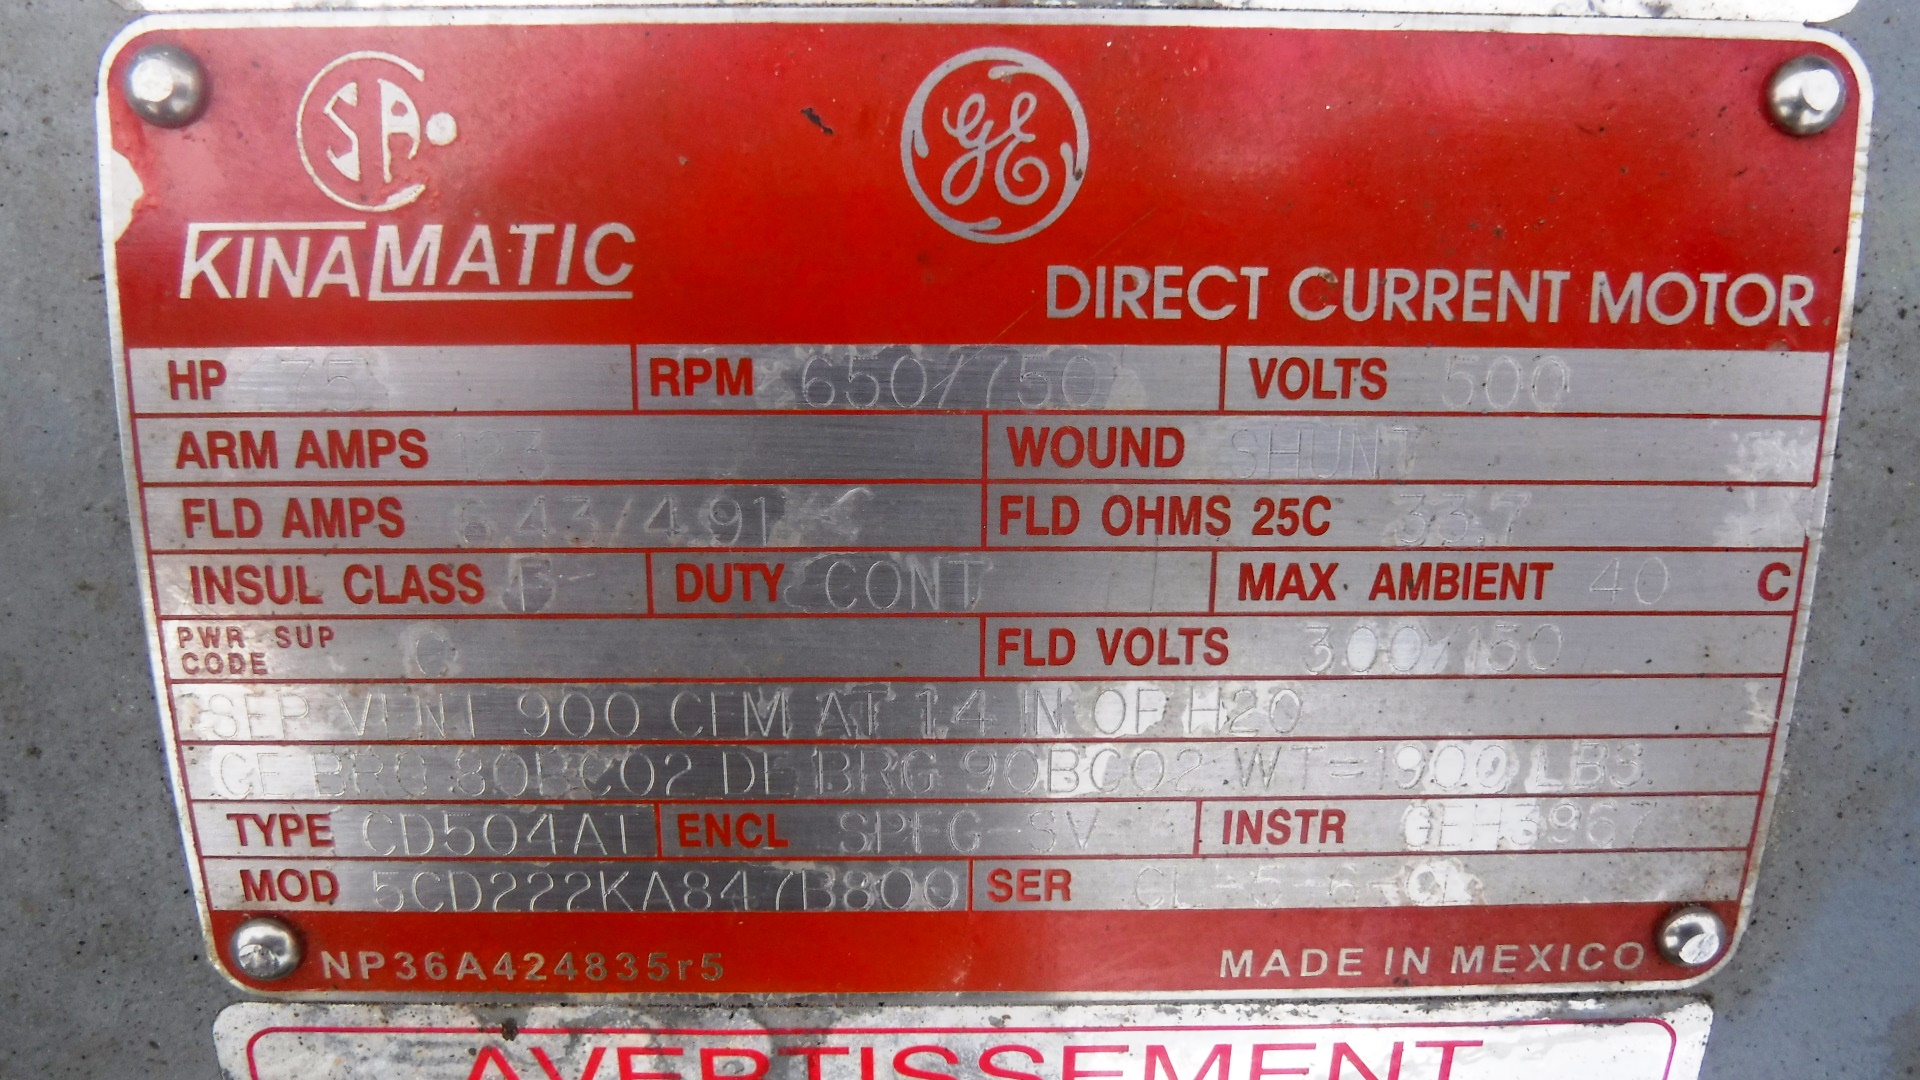 SA
GE
KINAMATIC
DIRECT CURRENT MOTOR
HP 75 RPM 650/750 VOLTS 500
ARM AMPS 123 WOUND SHUNT
FLD AMPS 6.43/4.91 FLD OHMS 25C 33.7
INSUL CLASS F DUTY CONT MAX AMBIENT 40 C
PWR SUP CODE C FLD VOLTS 300/150
SEP VENT 900 CFM AT 1.4 IN OF H20
CE BRG 80BC02 DE BRG 90BC02 WT=1900 LBS
TYPE CD504AT ENCL SPFG-SV INSTR GEH3967
MOD 5CD222KA847B800 SER
NP36A424835r5 MADE IN MEXICO
AVERTISSEMENT